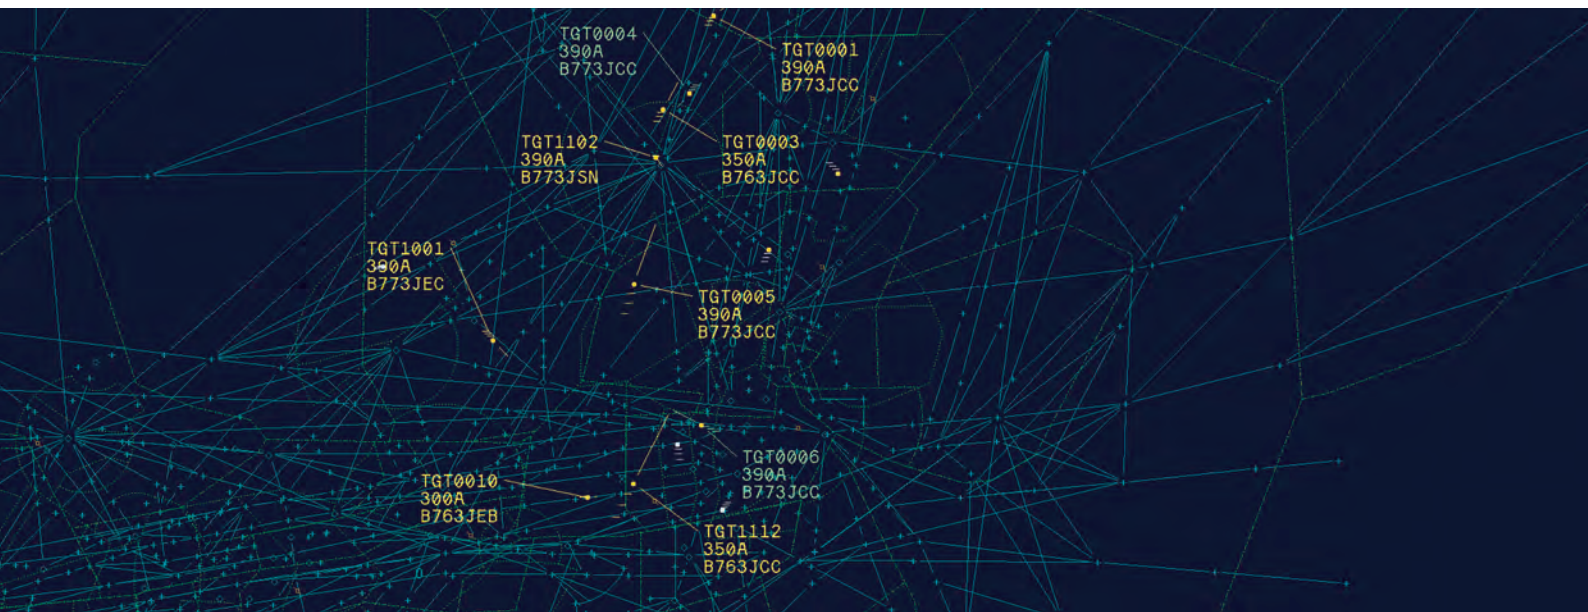 TGT0004
390A
B773JCC
TGT0001
390A
B773JCC
TGT1102
390A
B773JSN
TGT0003
350A
B763JCC
TGT1001
390A
B773JEC
TGT0005
390A
B773JCC
TGT0006
390A
B773JCC
TGT0010
300A
B763JEB
TGT1112
350A
B763JCC